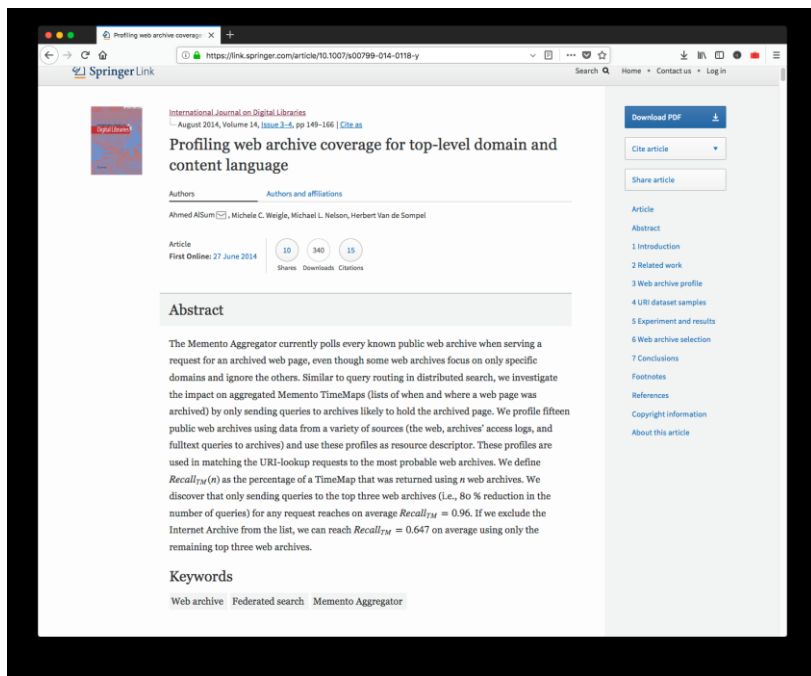 Profiling web archive coverage
https://link.springer.com/article/10.1007/s00799-014-0118-y
Springer Link
Search
Home • Contact us • Log in
Digital Libraries
International Journal on Digital Libraries
August 2014, Volume 14, Issue 3–4, pp 149–166 | Cite as
Profiling web archive coverage for top-level domain and
content language
Authors
Authors and affiliations
Ahmed AlSum, Michele C. Weigle, Michael L. Nelson, Herbert Van de Sompel
Article
First Online: 27 June 2014
10
340
15
Shares
Downloads
Citations
Abstract
The Memento Aggregator currently polls every known public web archive when serving a
request for an archived web page, even though some web archives focus on only specific
domains and ignore the others. Similar to query routing in distributed search, we investigate
the impact on aggregated Memento TimeMaps (lists of when and where a web page was
archived) by only sending queries to archives likely to hold the archived page. We profile fifteen
public web archives using data from a variety of sources (the web, archives' access logs, and
fulltext queries to archives) and use these profiles as resource descriptor. These profiles are
used in matching the URI-lookup requests to the most probable web archives. We define
Recall_TM(n) as the percentage of a TimeMap that was returned using n web archives. We
discover that only sending queries to the top three web archives (i.e., 80 % reduction in the
number of queries) for any request reaches on average Recall_TM = 0.96. If we exclude the
Internet Archive from the list, we can reach Recall_TM = 0.647 on average using only the
remaining top three web archives.
Keywords
Web archive
Federated search
Memento Aggregator
Download PDF
Cite article
Share article
Article
Abstract
1 Introduction
2 Related work
3 Web archive profile
4 URI dataset samples
5 Experiment and results
6 Web archive selection
7 Conclusions
Footnotes
References
Copyright information
About this article